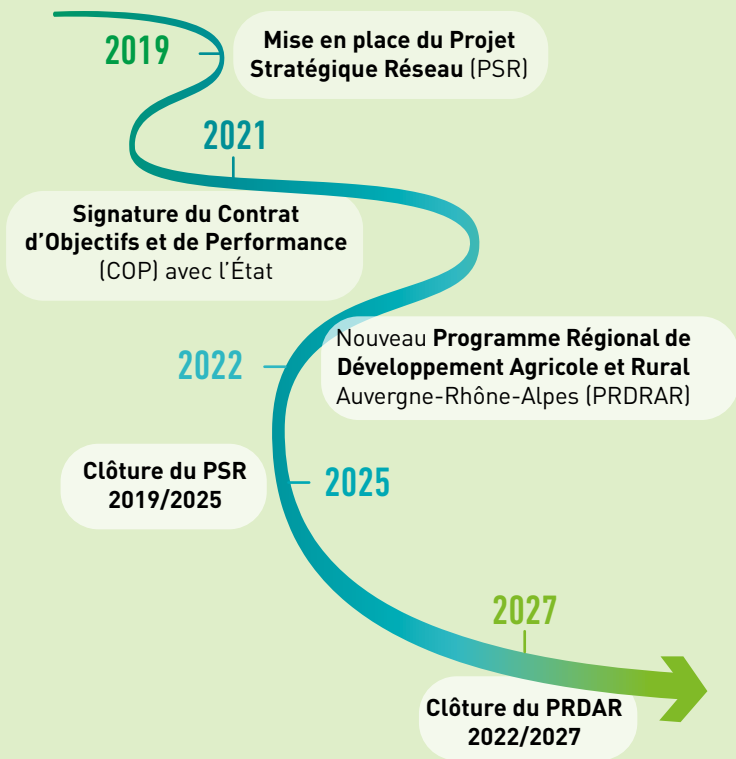 2019
Mise en place du Projet
Stratégique Réseau (PSR)
2021
Signature du Contrat
d'Objectifs et de Performance
(COP) avec l'État
2022
Nouveau Programme Régional de
Développement Agricole et Rural
Auvergne-Rhône-Alpes (PRDRAR)
Clôture du PSR
2019/2025
2025
2027
Clôture du PRDAR
2022/2027